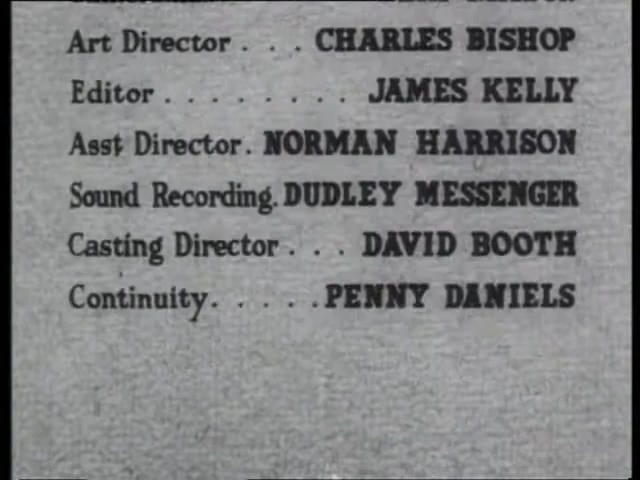 Art Director . . . CHARLES BISHOP
Editor . . . . . . . . JAMES KELLY
Asst Director. NORMAN HARRISON
Sound Recording. DUDLEY MESSENGER
Casting Director . . . DAVID BOOTH
Continuity. . . . . . PENNY DANIELS